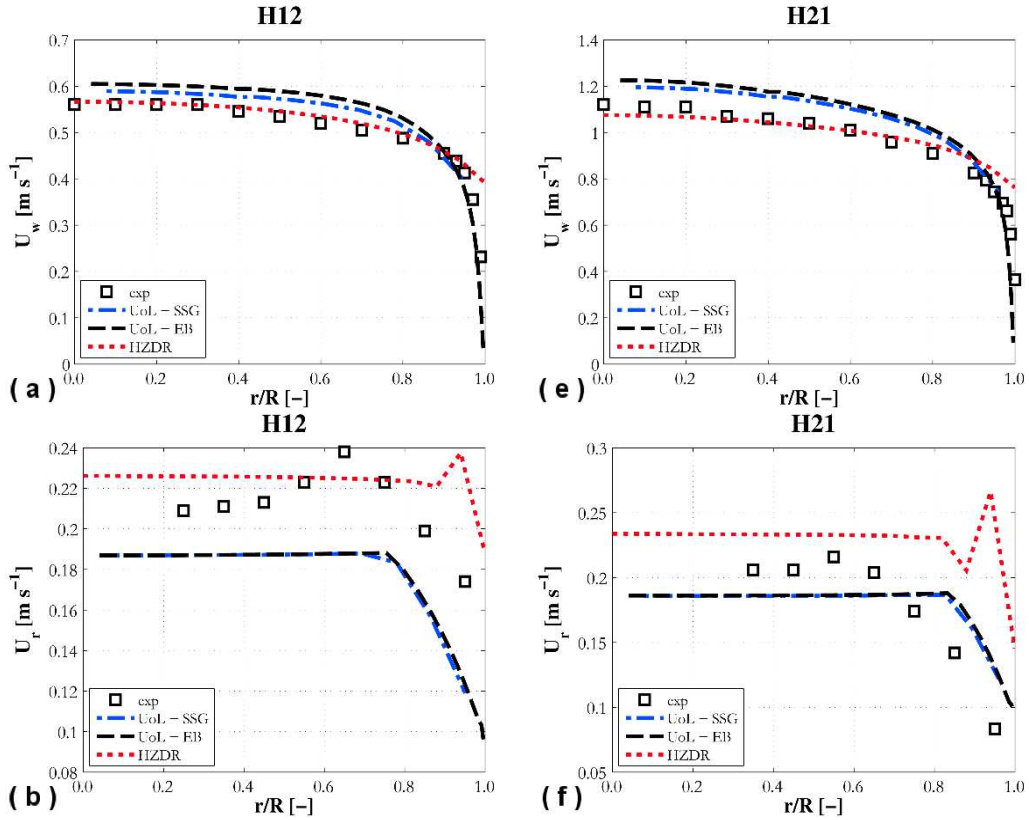 H12
0.7
0.6
0.5
0.4
0.3
0.2
0.1
0
U_w [m s⁻¹]
exp
UoL − SSG
UoL − EB
HZDR
0.0 0.2 0.4 0.6 0.8 1.0
r/R [−]
( a )
H21
1.4
1.2
1
0.8
0.6
0.4
0.2
0
U_w [m s⁻¹]
exp
UoL − SSG
UoL − EB
HZDR
0.0 0.2 0.4 0.6 0.8 1.0
r/R [−]
( e )
H12
0.24
0.22
0.2
0.18
0.16
0.14
0.12
0.1
0.08
U_r [m s⁻¹]
exp
UoL − SSG
UoL − EB
HZDR
0.0 0.2 0.4 0.6 0.8 1.0
r/R [−]
( b )
H21
0.3
0.25
0.2
0.15
0.1
0.05
U_r [m s⁻¹]
exp
UoL − SSG
UoL − EB
HZDR
0.0 0.2 0.4 0.6 0.8 1.0
r/R [−]
( f )